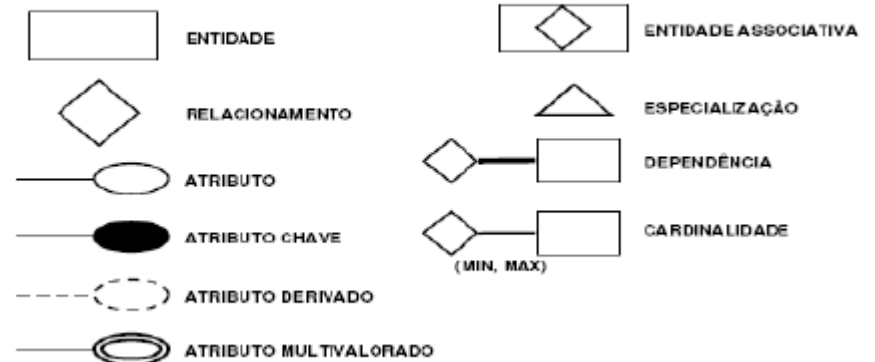 ENTIDADE
RELACIONAMENTO
ATRIBUTO
ATRIBUTO CHAVE
ATRIBUTO DERIVADO
ATRIBUTO MULTIVALORADO
ENTIDADE ASSOCIATIVA
ESPECIALIZAÇÃO
DEPENDÊNCIA
CARDINALIDADE
(MIN, MAX)